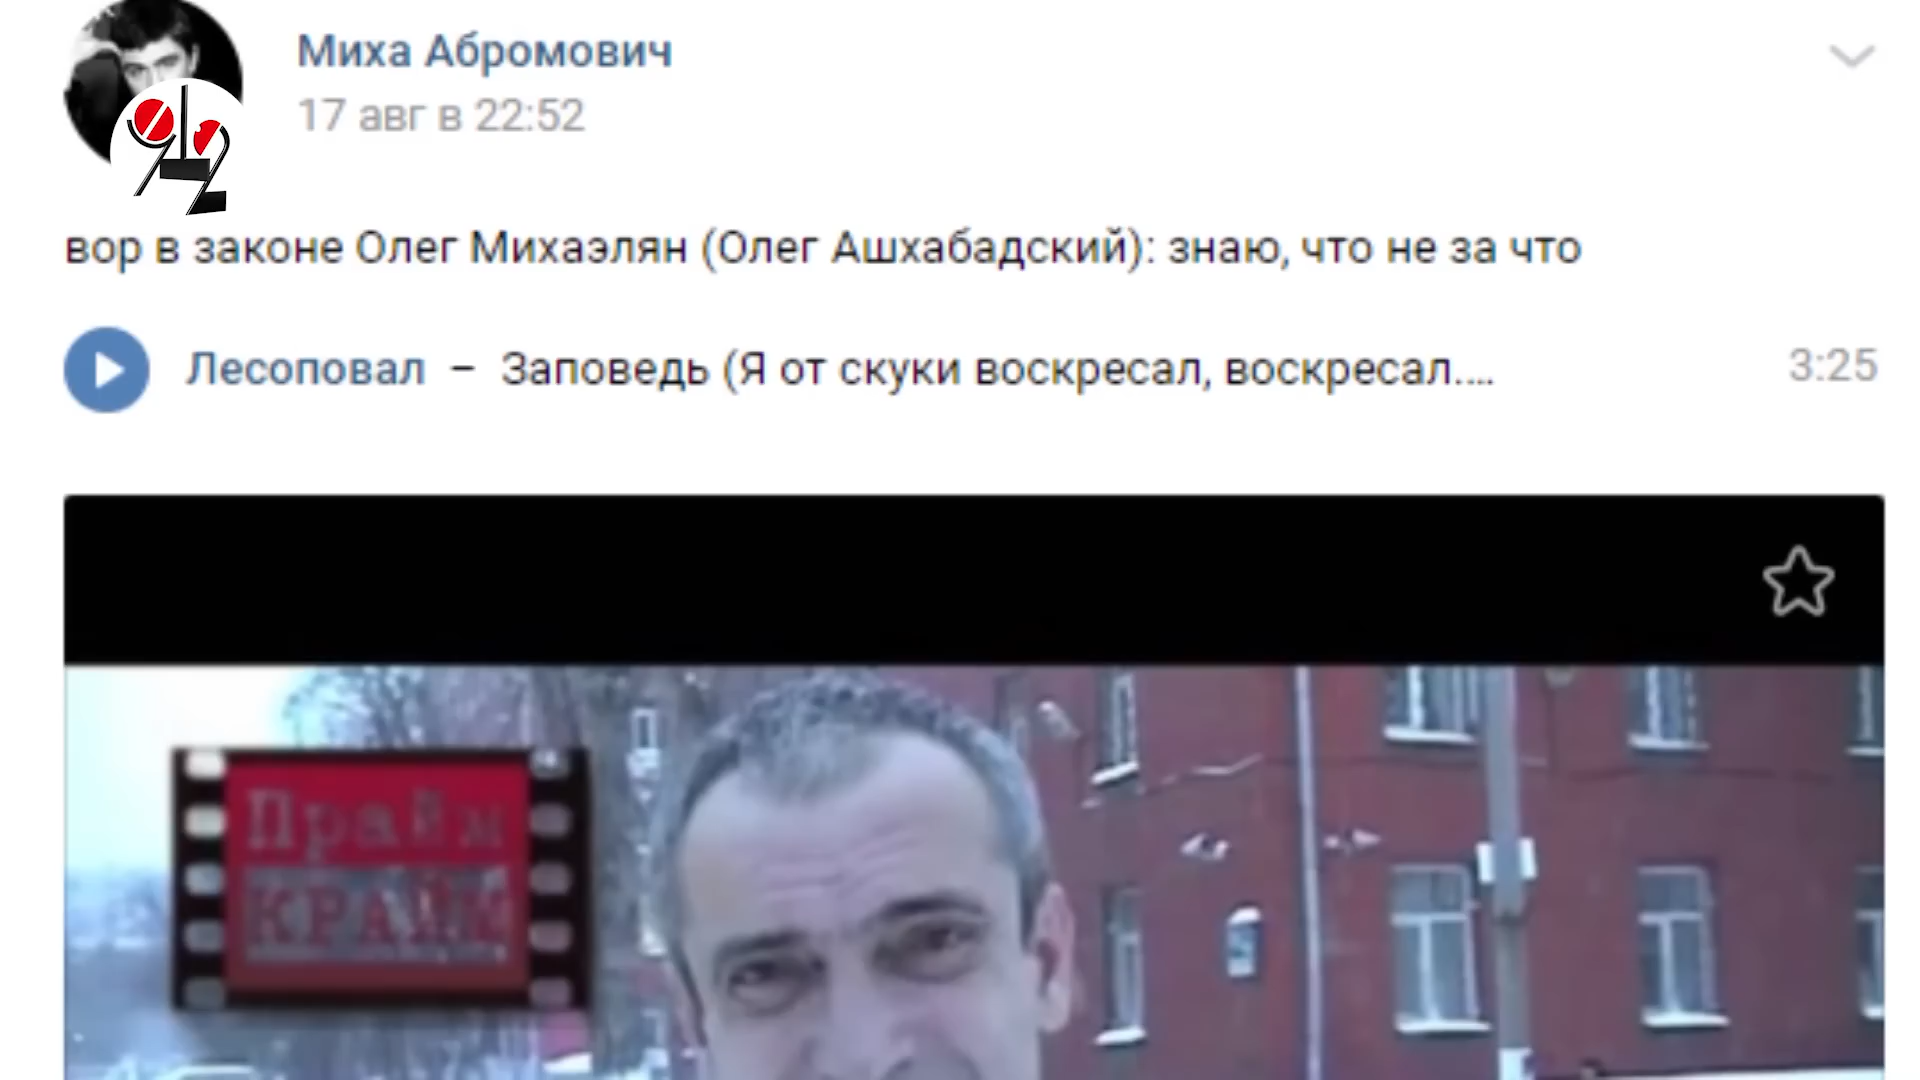 Миха Абромович
17 авг в 22:52
вор в законе Олег Михаэлян (Олег Ашхабадский): знаю, что не за что
Лесоповал – Заповедь (Я от скуки воскресал, воскресал.... 3:25
Прайм
КРАЙМ